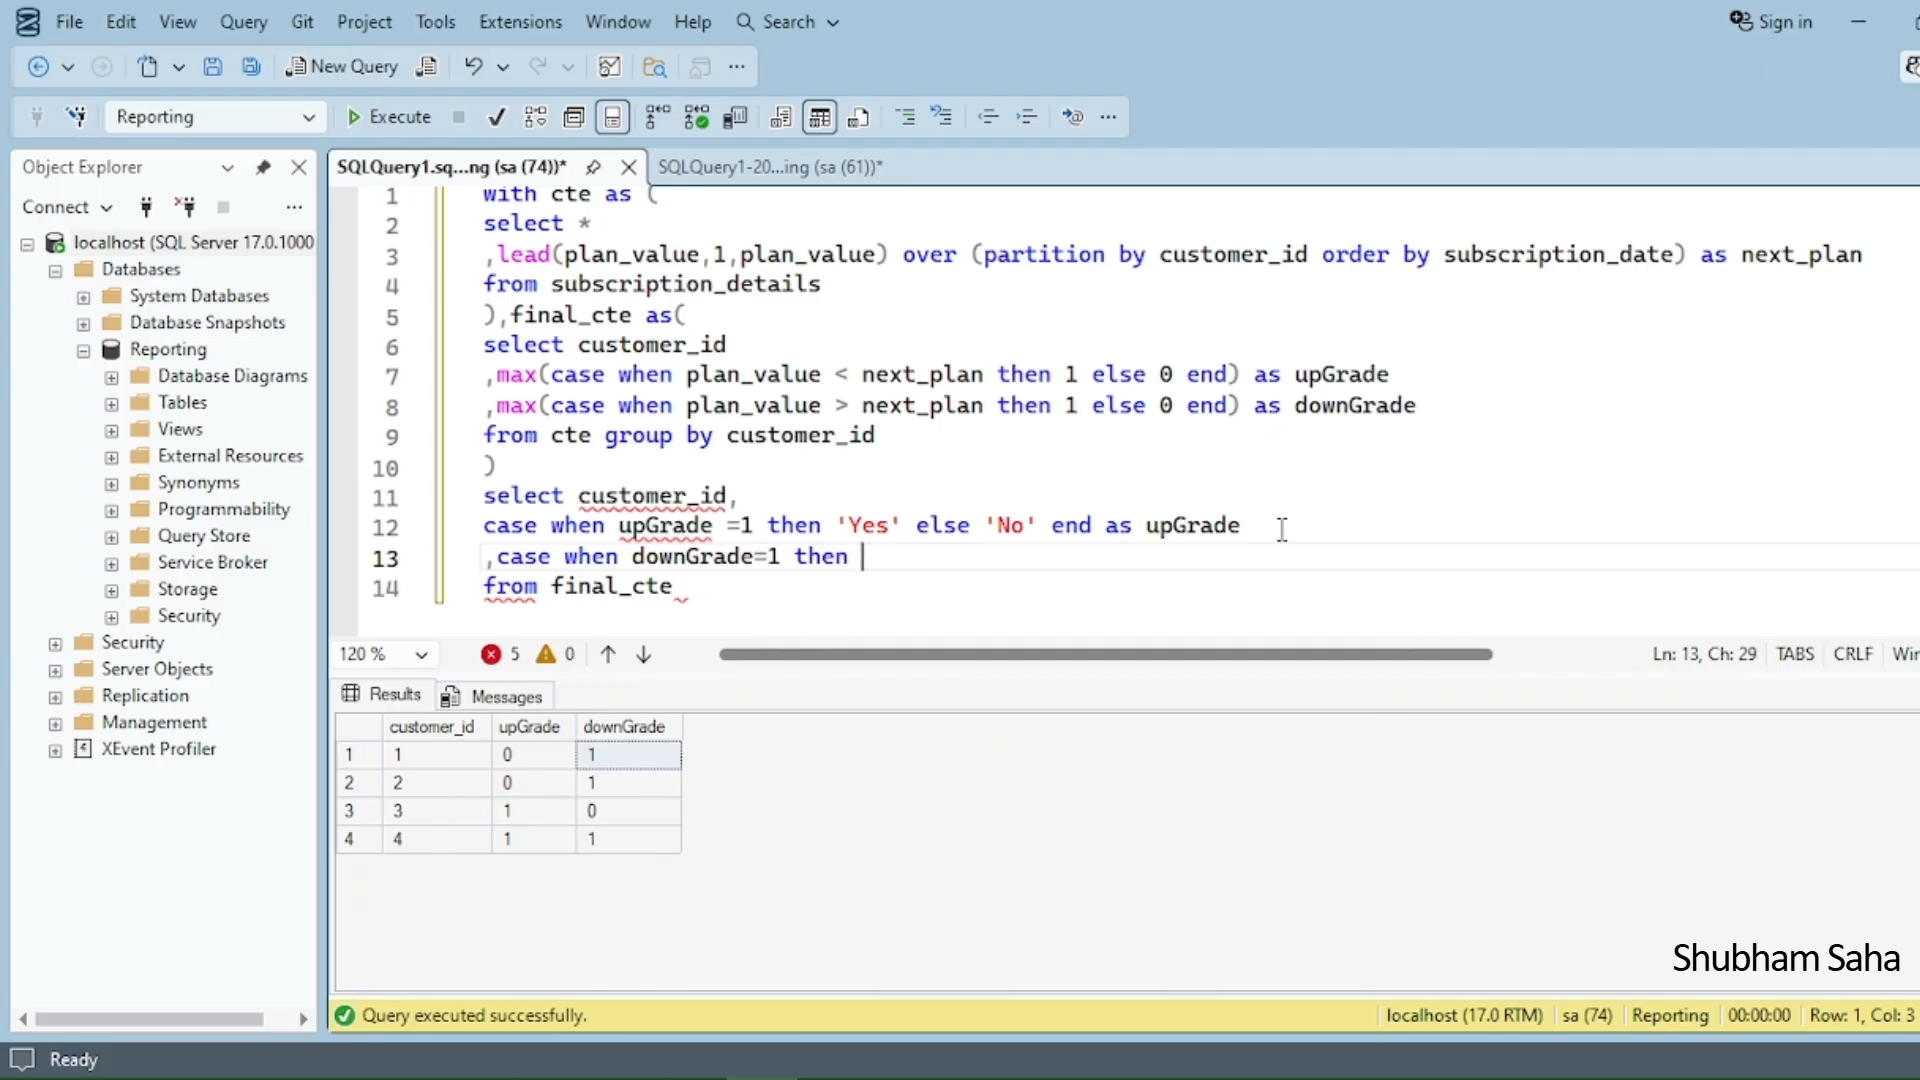 File Edit View Query Git Project Tools Extensions Window Help Search Sign in
New Query
Reporting Execute
Object Explorer
Connect
localhost (SQL Server 17.0.1000
Databases
System Databases
Database Snapshots
Reporting
Database Diagrams
Tables
Views
External Resources
Synonyms
Programmability
Query Store
Service Broker
Storage
Security
Security
Server Objects
Replication
Management
XEvent Profiler
SQLQuery1.sq...ng (sa (74))* SQLQuery1-20...ing (sa (61))*
1 with cte as (
2 select *
3 ,lead(plan_value,1,plan_value) over (partition by customer_id order by subscription_date) as next_plan
4 from subscription_details
5 ),final_cte as(
6 select customer_id
7 ,max(case when plan_value < next_plan then 1 else 0 end) as upGrade
8 ,max(case when plan_value > next_plan then 1 else 0 end) as downGrade
9 from cte group by customer_id
10 )
11 select customer_id,
12 case when upGrade =1 then 'Yes' else 'No' end as upGrade
13 ,case when downGrade=1 then
14 from final_cte
120 % 5 0 Ln: 13, Ch: 29 TABS CRLF
Results Messages
customer_id upGrade downGrade
1 1 0 1
2 2 0 1
3 3 1 0
4 4 1 1
Shubham Saha
Query executed successfully. localhost (17.0 RTM) sa (74) Reporting 00:00:00 Row: 1, Col: 3
Ready